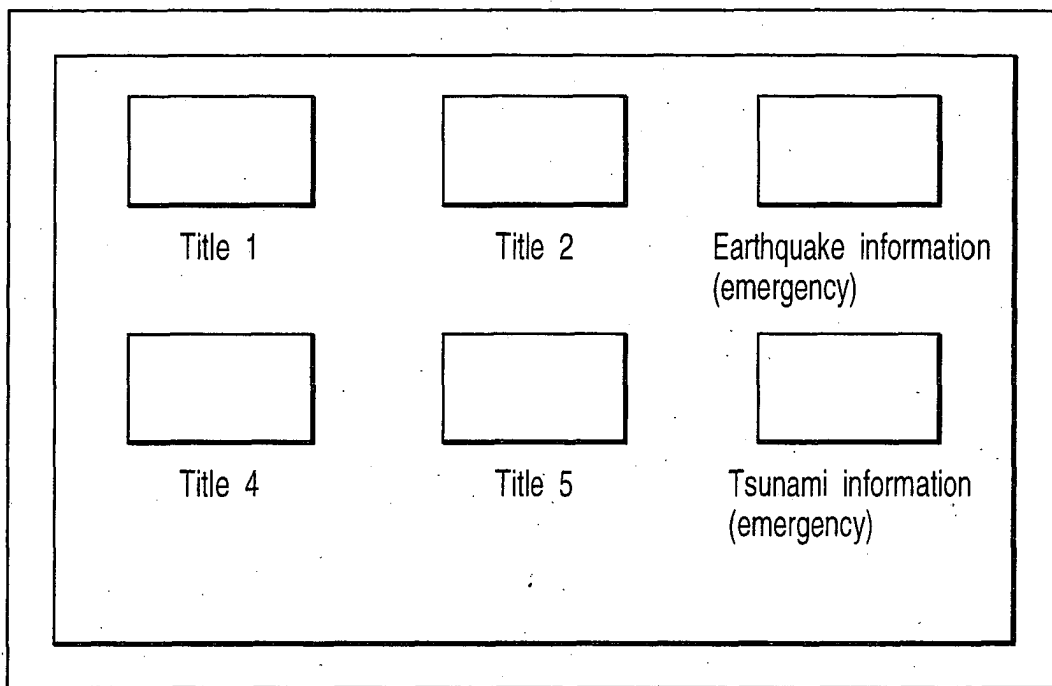 Title 1
Title 2
Earthquake information
(emergency)
Title 4
Title 5
Tsunami information
(emergency)